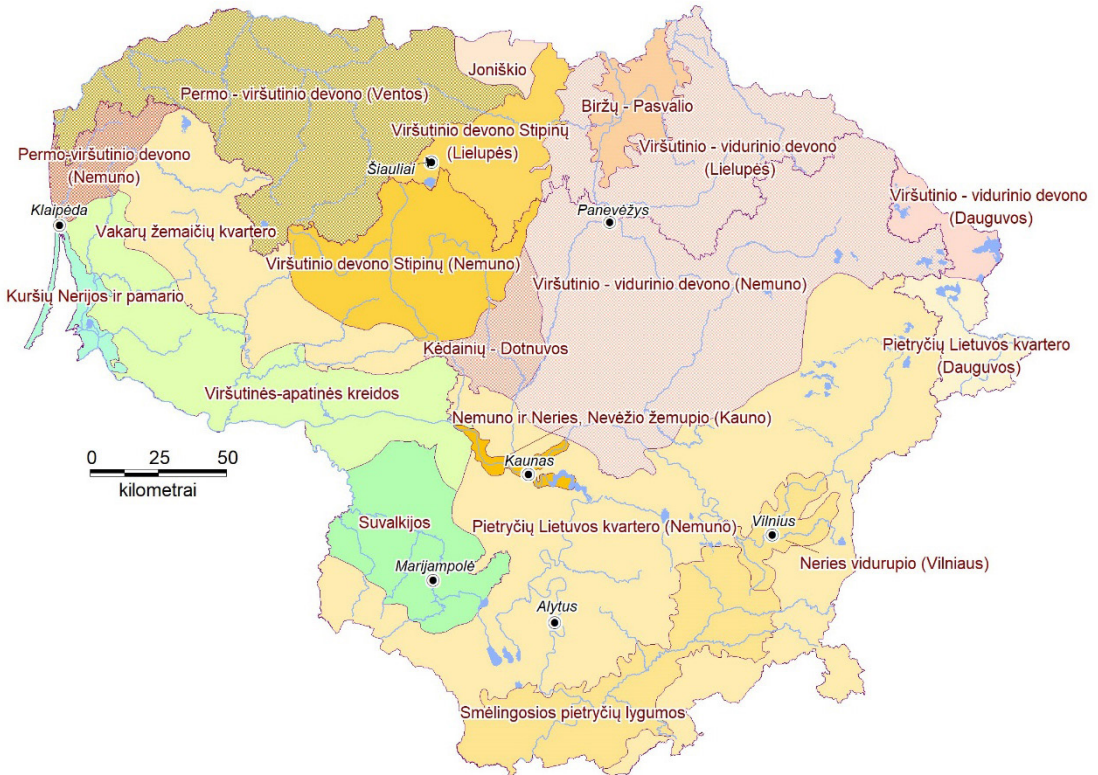 Joniškio
Permo - viršutinio devono (Ventos)
Biržų - Pasvalio
Viršutinio devono Stipinų
(Lielupės)
Permo-viršutinio devono
(Nemuno)
Šiauliai
Viršutinio - vidurinio devono
(Lielupės)
Viršutinio - vidurinio devono
(Dauguvos)
Klaipėda
Panevėžys
Vakarų žemaičių kvartero
Viršutinio devono Stipinų (Nemuno)
Viršutinio - vidurinio devono (Nemuno)
Kuršių Nerijos ir pamario
Kėdainių - Dotnuvos
Pietryčių Lietuvos kvartero
(Dauguvos)
Viršutinės-apatinės kreidos
Nemuno ir Neries, Nevėžio žemupio (Kauno)
0 25 50
kilometrai
Kaunas
Suvalkijos
Pietryčių Lietuvos kvartero (Nemuno)
Vilnius
Neries vidurupio (Vilniaus)
Marijampolė
Alytus
Smėlingosios pietryčių lygumos